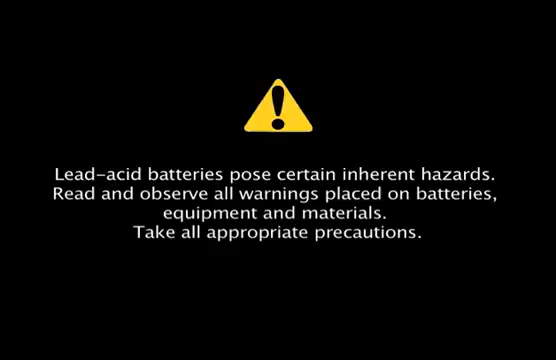 Lead-acid batteries pose certain inherent hazards.
Read and observe all warnings placed on batteries,
equipment and materials.
Take all appropriate precautions.